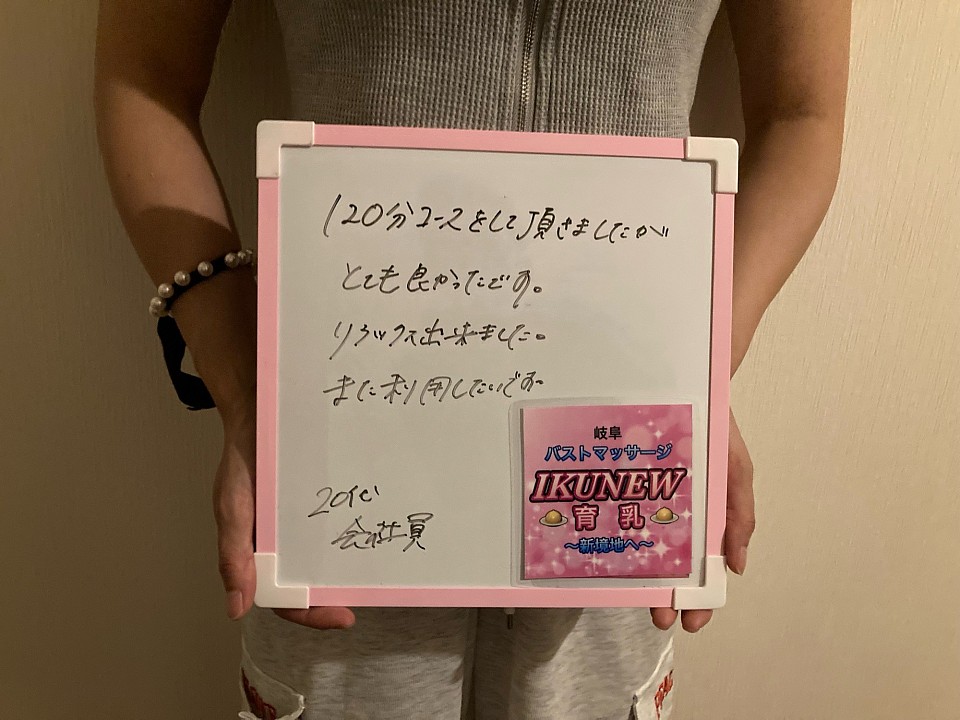 120分コースをして頂きましたが
とても良かったです。
リラックス出来ました。
また利用したいです
20代
会社員
岐阜
バストマッサージ
IKUNEW
育乳
～新境地へ～